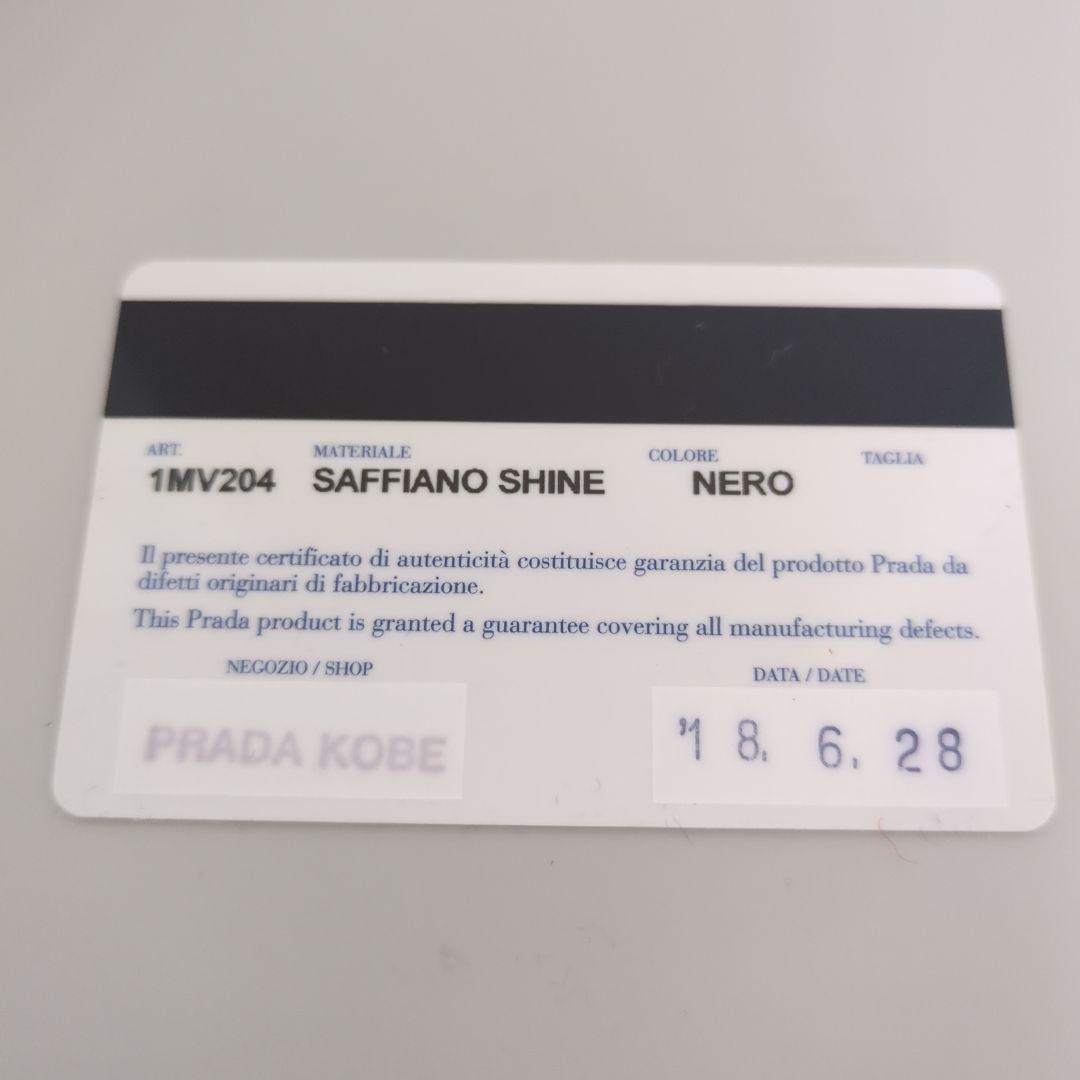 ART. MATERIALE COLORE TAGLIA
1MV204 SAFFIANO SHINE NERO
Il presente certificato di autenticità costituisce garanzia del prodotto Prada da
difetti originari di fabbricazione.
This Prada product is granted a guarantee covering all manufacturing defects.
NEGOZIO / SHOP DATA / DATE
PRADA KOBE '18. 6. 28